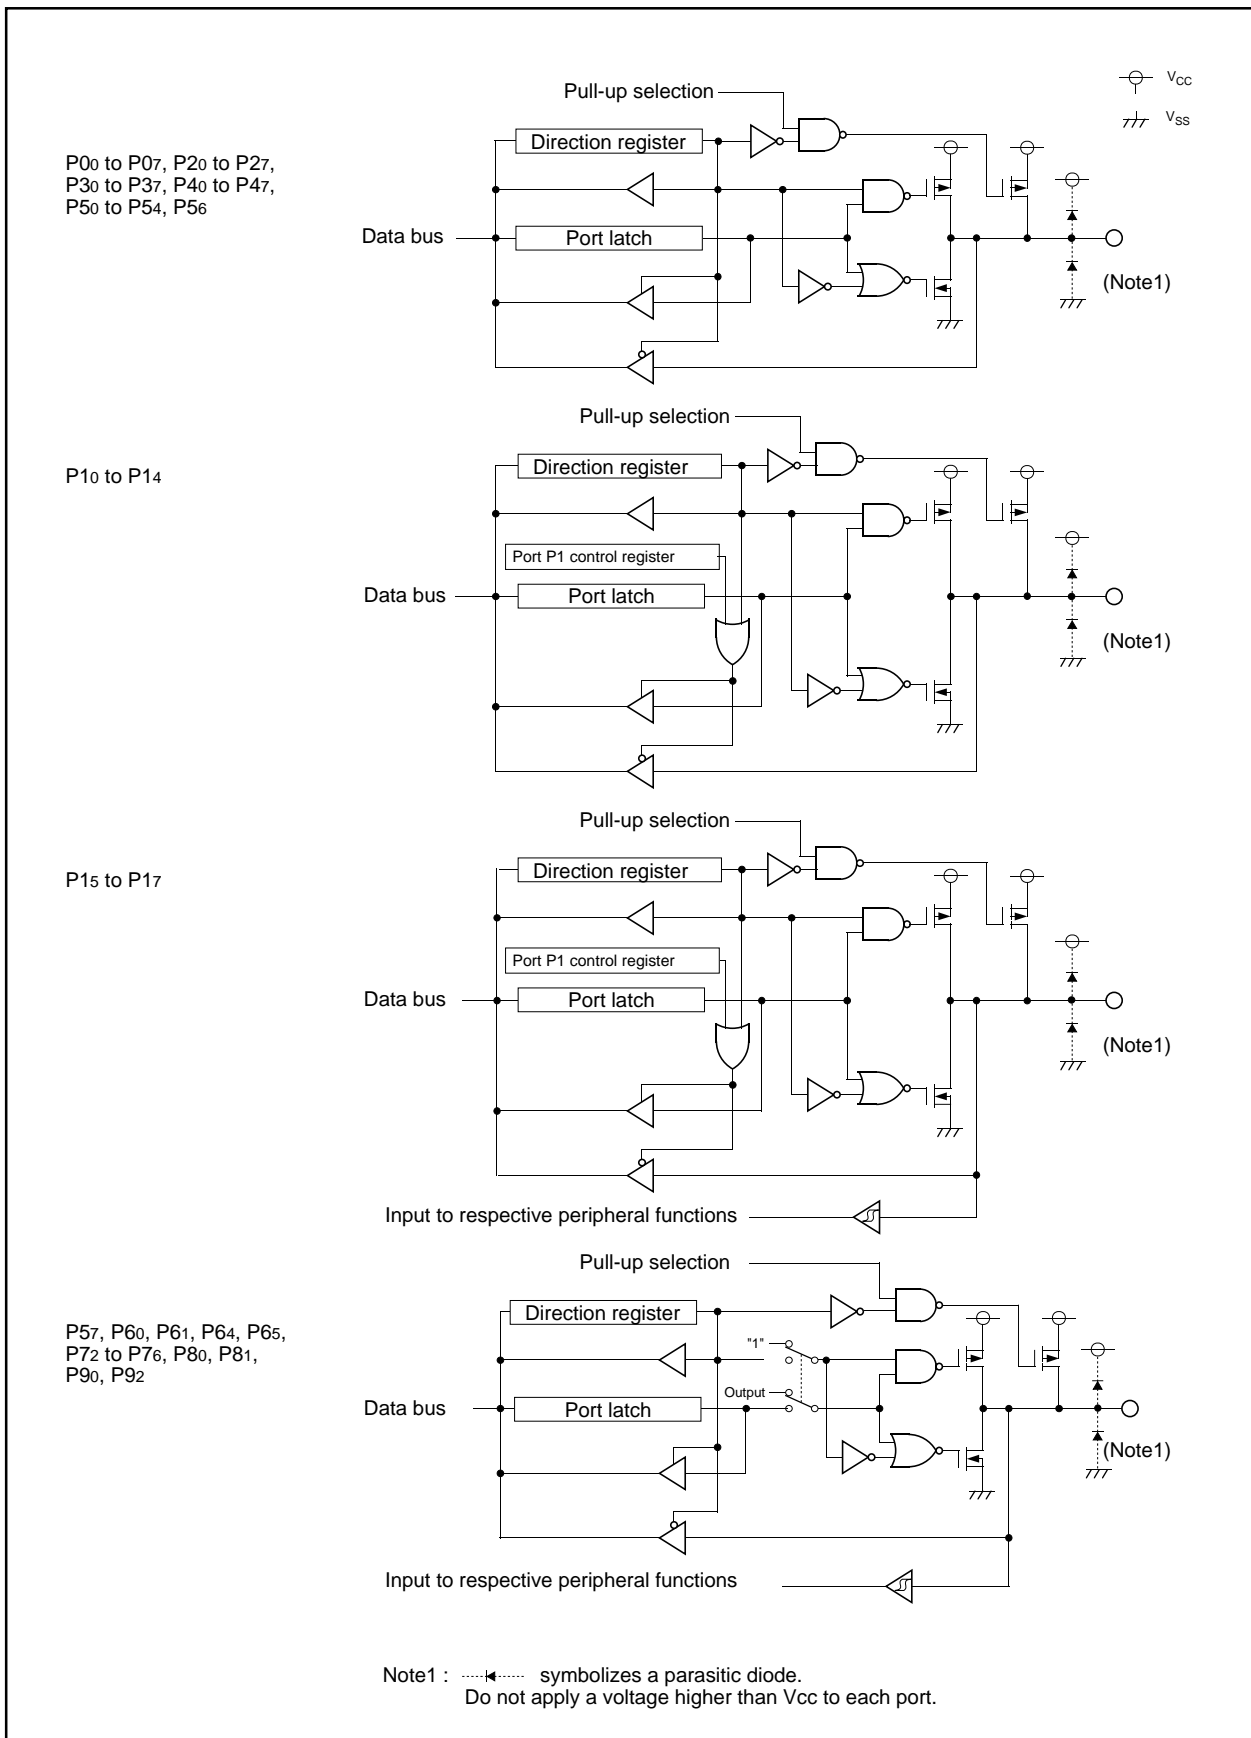 VCC
VSS
Pull-up selection
Direction register
P00 to P07, P20 to P27,
P30 to P37, P40 to P47,
P50 to P54, P56
Data bus
Port latch
(Note1)
Pull-up selection
Direction register
P10 to P14
Port P1 control register
Data bus
Port latch
(Note1)
Pull-up selection
Direction register
P15 to P17
Port P1 control register
Data bus
Port latch
(Note1)
Input to respective peripheral functions
Pull-up selection
Direction register
P57, P60, P61, P64, P65,
P72 to P76, P80, P81,
P90, P92
"1"
Output
Data bus
Port latch
(Note1)
Input to respective peripheral functions
Note1 : symbolizes a parasitic diode.
Do not apply a voltage higher than Vcc to each port.